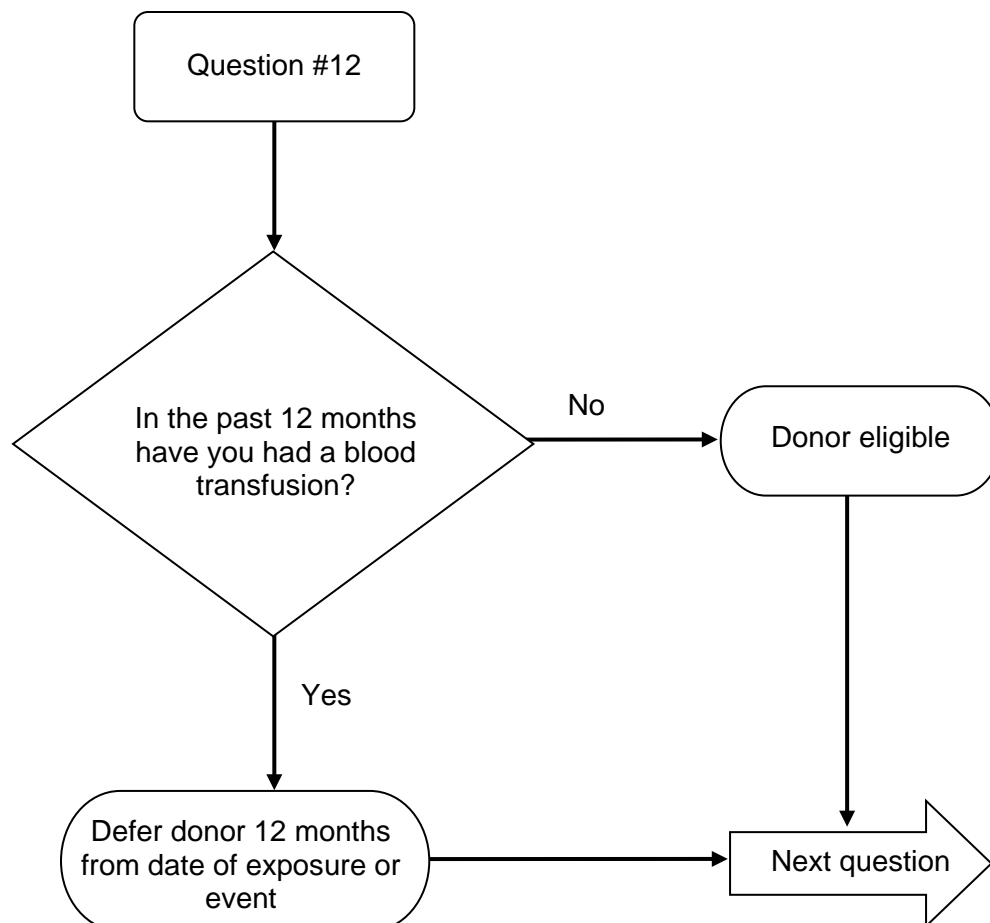 Question #12
In the past 12 months
have you had a blood
transfusion?
No
Donor eligible
Yes
Defer donor 12 months
from date of exposure or
event
Next question